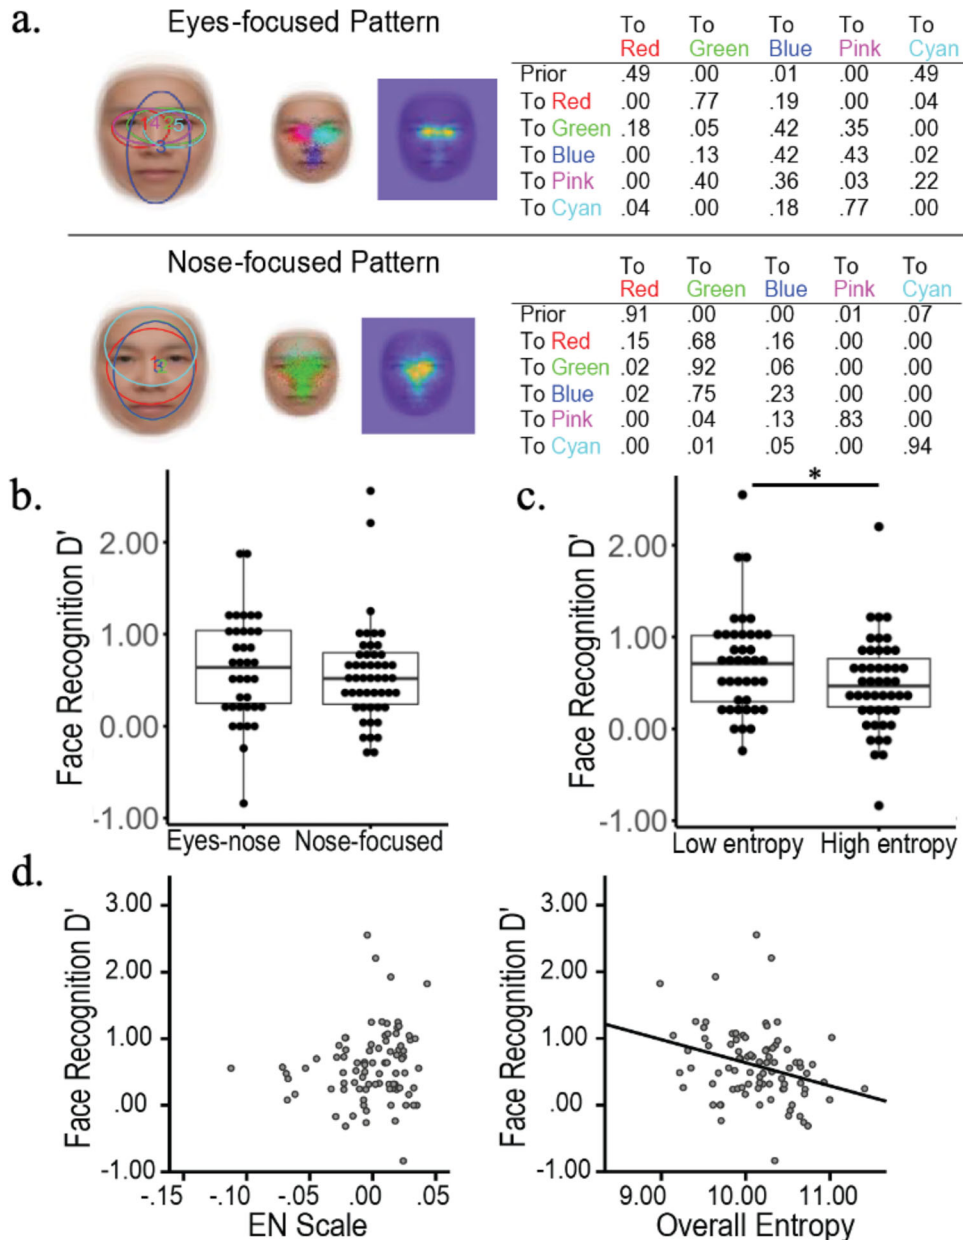 a.
Eyes-focused Pattern
To To To To To
Red Green Blue Pink Cyan
Prior .49 .00 .01 .00 .49
To Red .00 .77 .19 .00 .04
To Green .18 .05 .42 .35 .00
To Blue .00 .13 .42 .43 .02
To Pink .00 .40 .36 .03 .22
To Cyan .04 .00 .18 .77 .00
Nose-focused Pattern
To To To To To
Red Green Blue Pink Cyan
Prior .91 .00 .00 .01 .07
To Red .15 .68 .16 .00 .00
To Green .02 .92 .06 .00 .00
To Blue .02 .75 .23 .00 .00
To Pink .00 .04 .13 .83 .00
To Cyan .00 .01 .05 .00 .94
b.
Face Recognition D'
2.00
1.00
0.00
-1.00
Eyes-nose Nose-focused
c.
*
Face Recognition D'
2.00
1.00
0.00
-1.00
Low entropy High entropy
d.
Face Recognition D'
3.00
2.00
1.00
.00
-1.00
-.15 -.10 -.05 .00 .05
EN Scale
Face Recognition D'
3.00
2.00
1.00
.00
-1.00
9.00 10.00 11.00
Overall Entropy